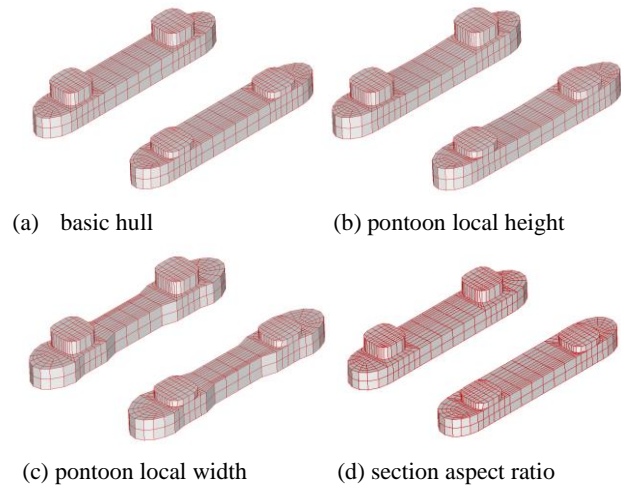 (a) basic hull
(b) pontoon local height
(c) pontoon local width
(d) section aspect ratio